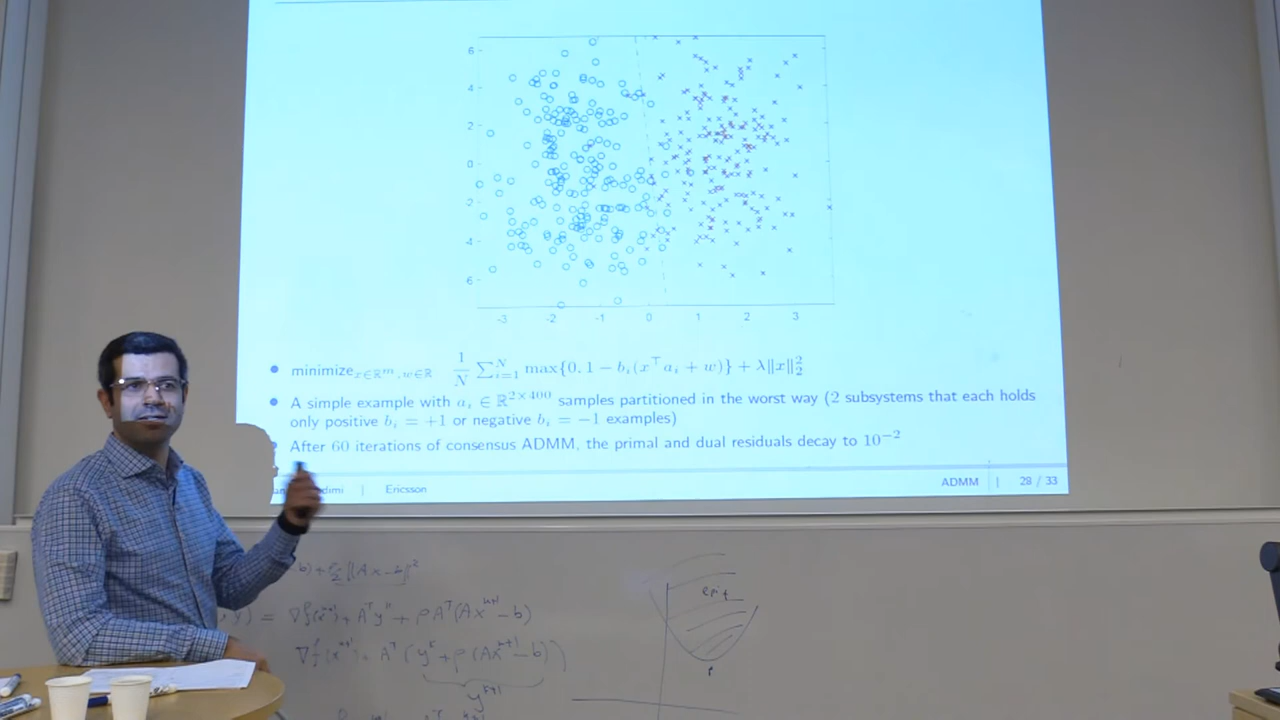 6
4
2
0
-2
-4
6
-3 -2 -1 0 1 2 3
minimize_{x∈ℝ^m, w∈ℝ} 1/N ∑_{i=1}^N max{0, 1 − b_i(x^⊤ a_i + w)} + λ‖x‖_2^2
A simple example with a_i ∈ ℝ^{2×400} samples partitioned in the worst way (2 subsystems that each holds
only positive b_i = +1 or negative b_i = −1 examples)
After 60 iterations of consensus ADMM, the primal and dual residuals decay to 10^{−2}
Ericsson ADMM | 28 / 33
‖Ax−b‖^2
= ∇f(x^{k+1}) + A^T y^k + ρ A^T (Ax^{k+1} − b)
∇f(x^{k+1}) + A^T (y^k + ρ(Ax^{k+1} − b))
y^{k+1}
epi f